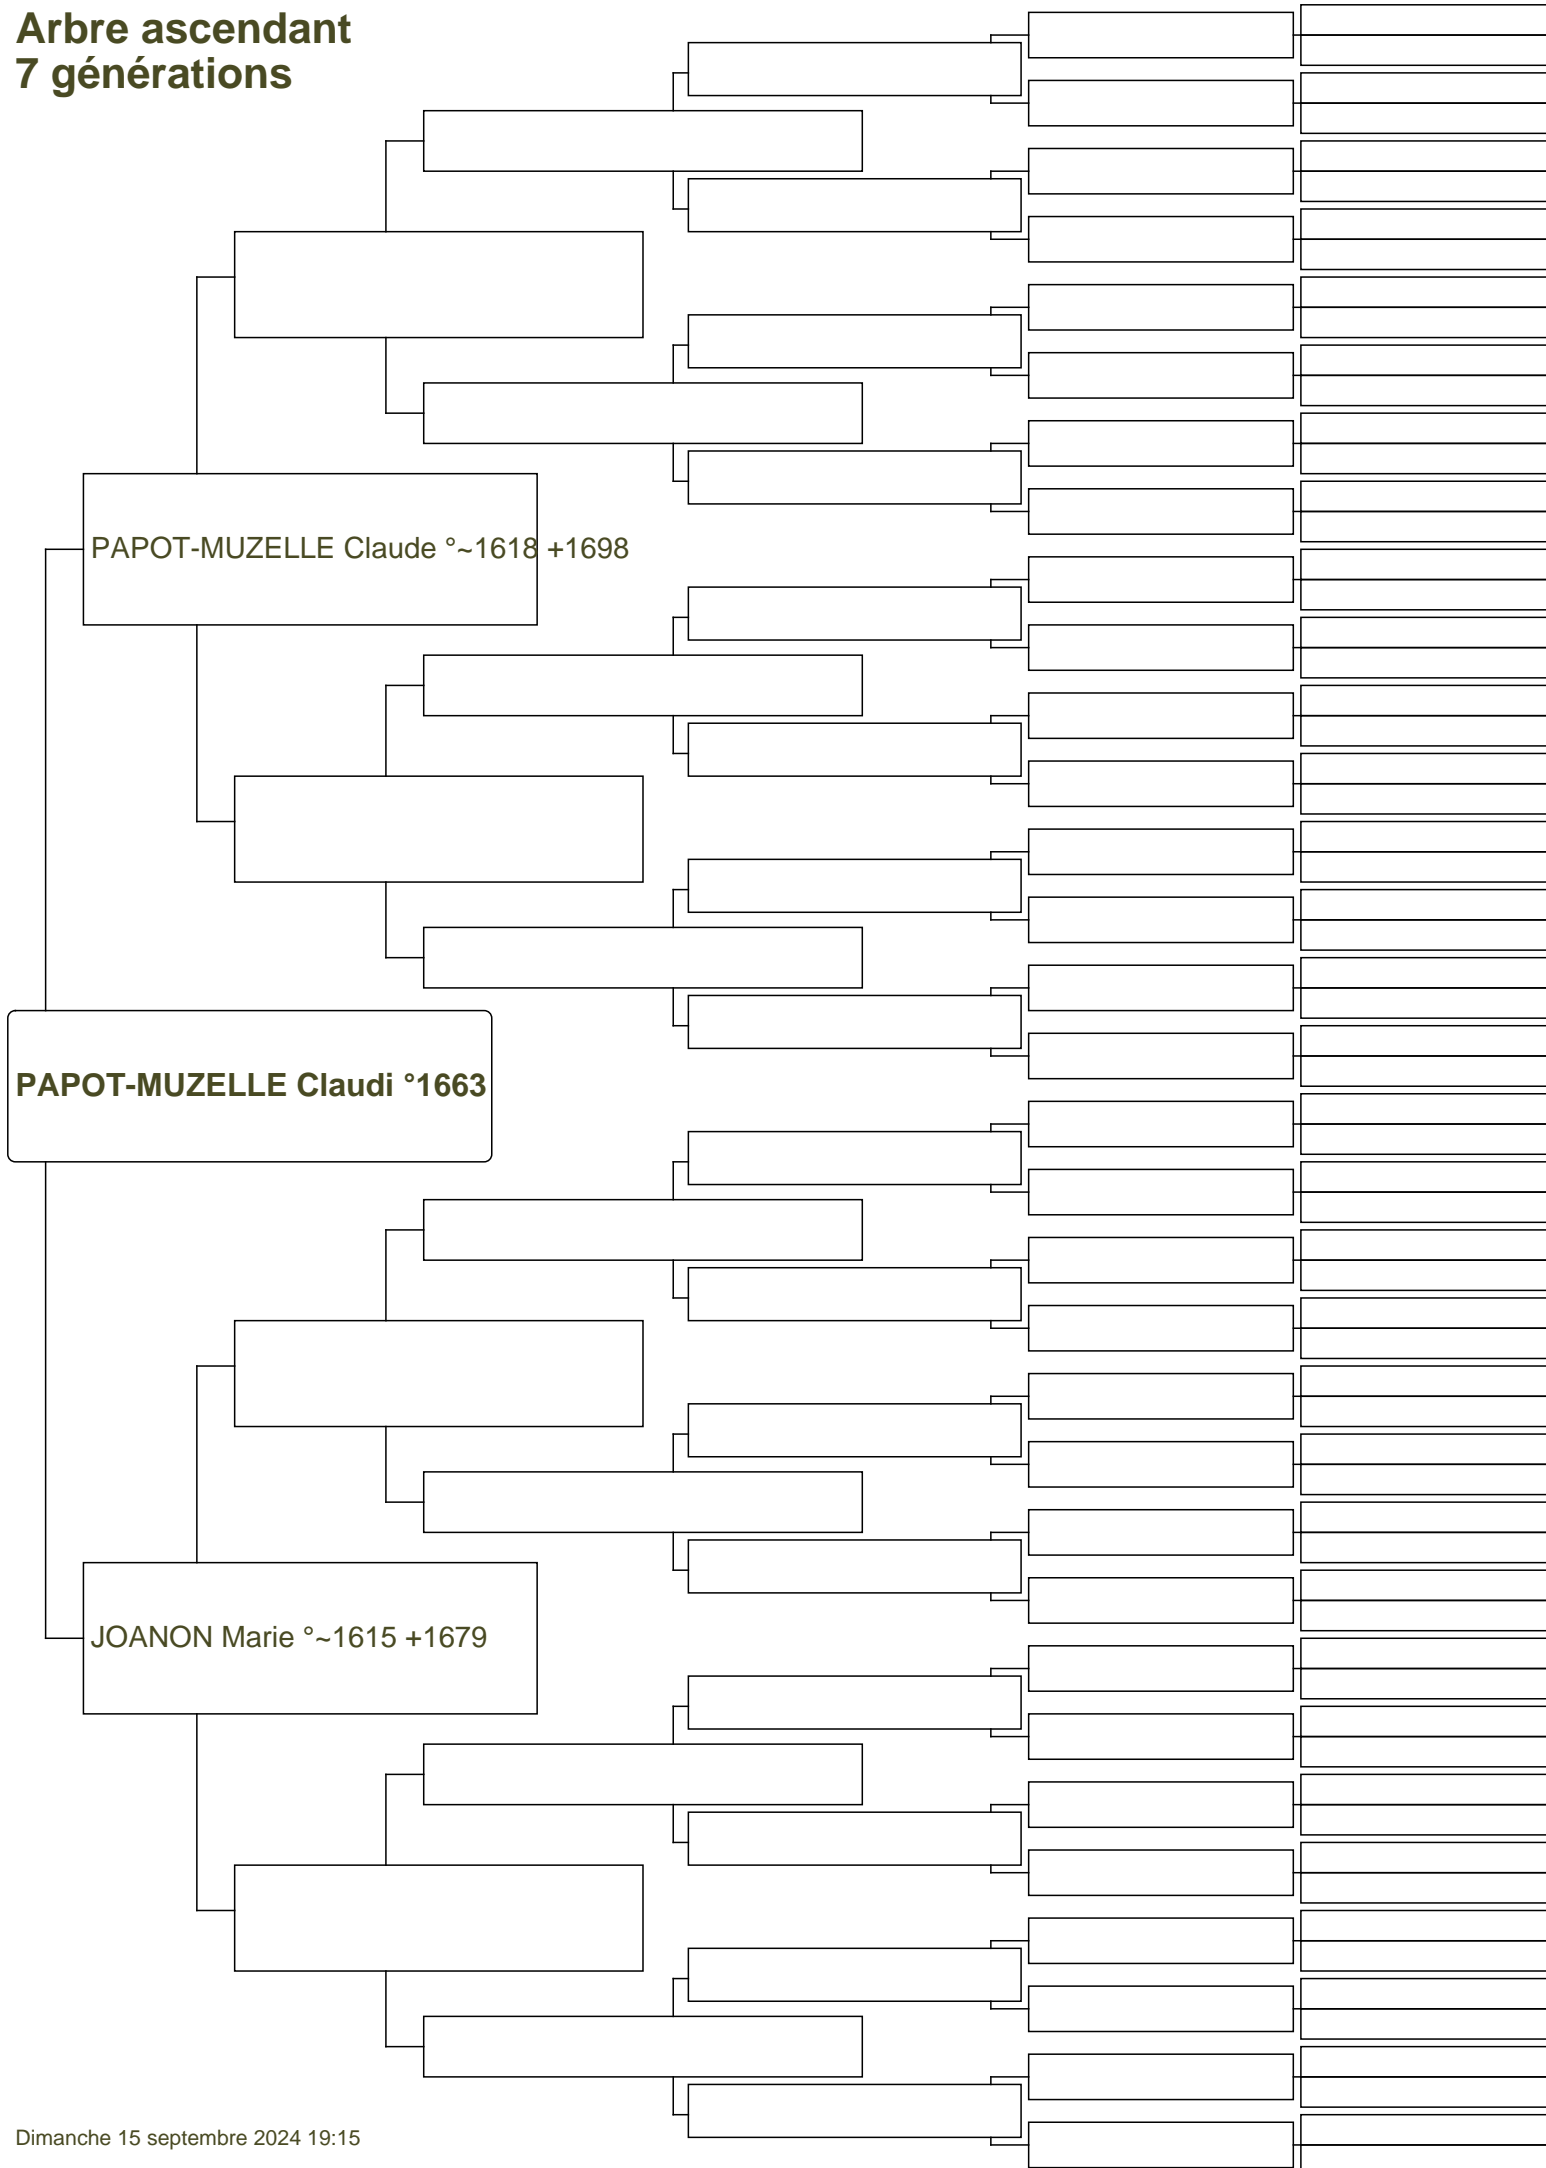 Arbre ascendant
7 générations
PAPOT-MUZELLE Claude °~1618 +1698
PAPOT-MUZELLE Claudi °1663
JOANON Marie °~1615 +1679
Dimanche 15 septembre 2024 19:15